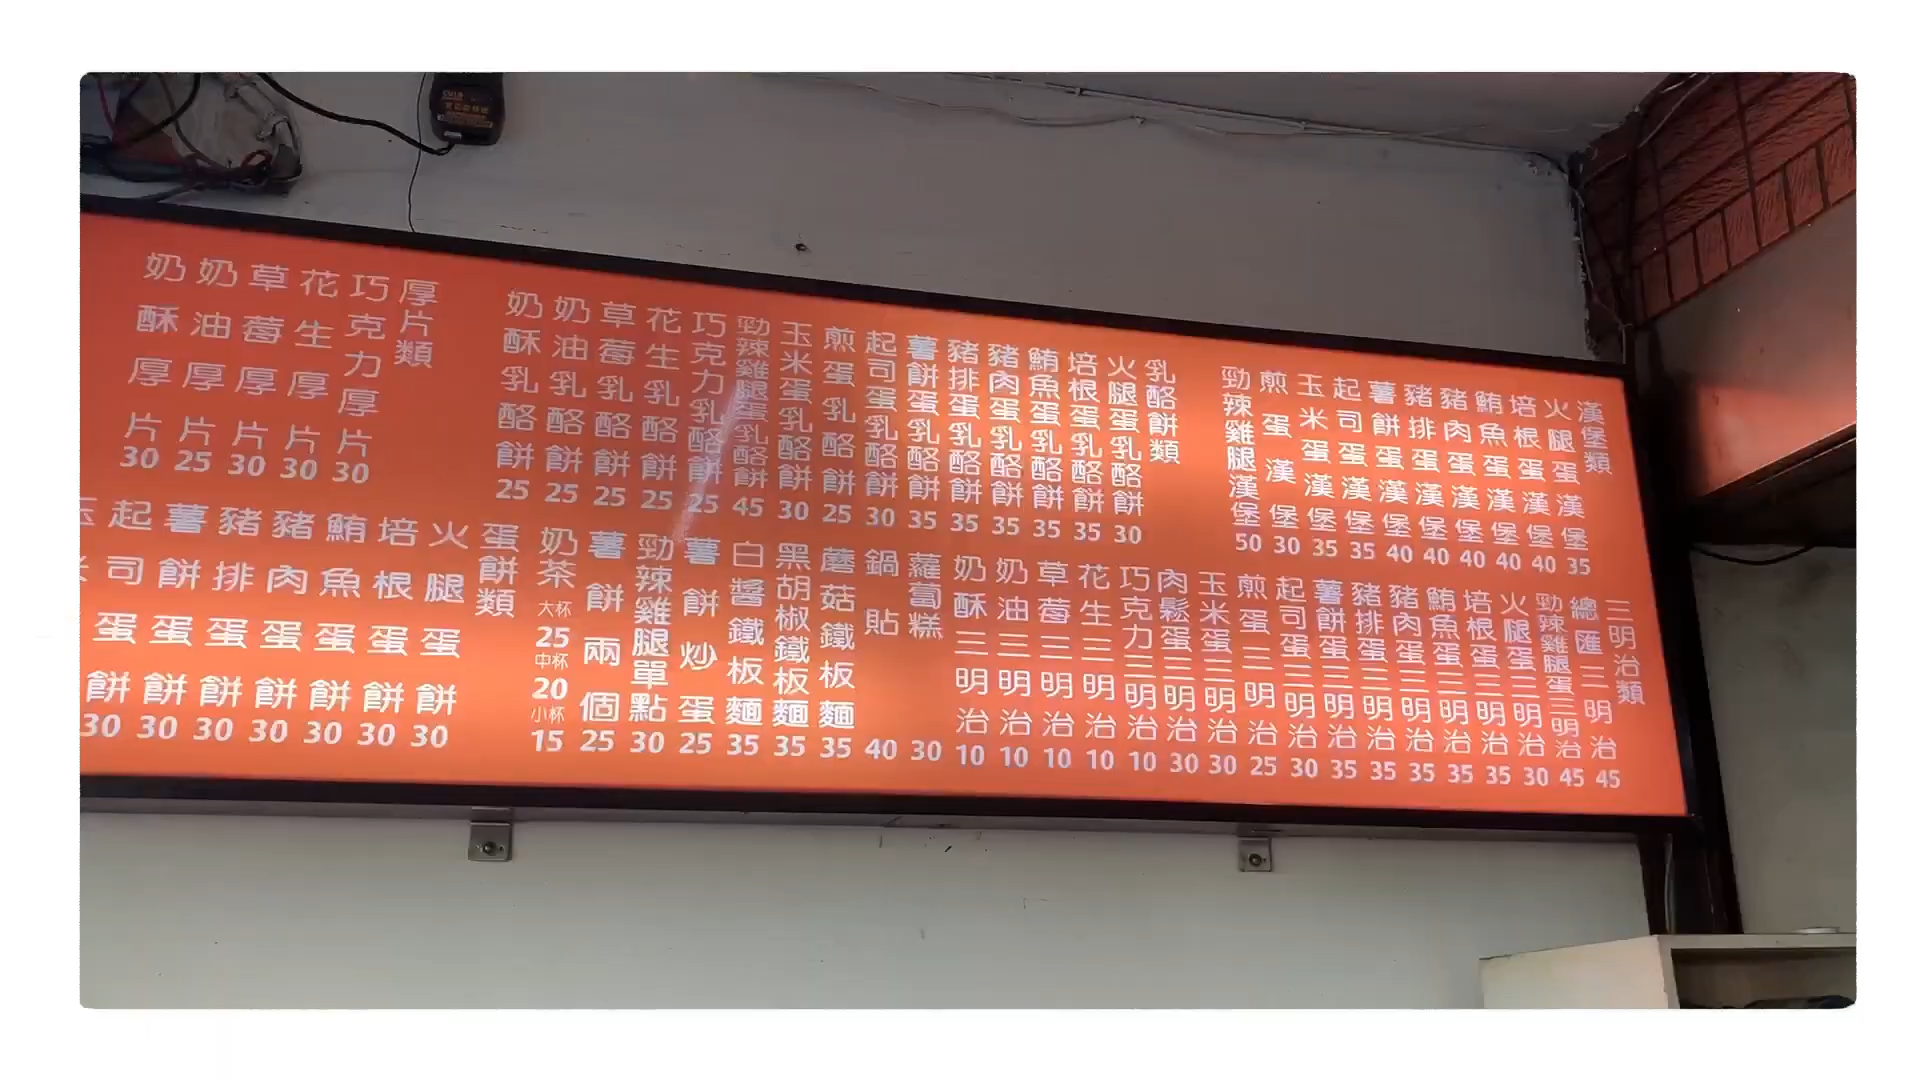 漢堡類
火腿蛋漢堡 35
培根蛋漢堡 40
鮪魚蛋漢堡 40
豬肉蛋漢堡 40
豬排蛋漢堡 40
薯餅蛋漢堡 40
起司蛋漢堡 35
玉米蛋漢堡 35
煎蛋漢堡 30
勁辣雞腿漢堡 50
乳酪餅類
火腿蛋乳酪餅 30
培根蛋乳酪餅 35
鮪魚蛋乳酪餅 35
豬肉蛋乳酪餅 35
豬排蛋乳酪餅 35
薯餅蛋乳酪餅 35
起司蛋乳酪餅 30
煎蛋乳酪餅 25
玉米蛋乳酪餅 30
勁辣雞腿蛋乳酪餅 45
巧克力乳酪餅 25
花生乳酪餅 25
草莓乳酪餅 25
奶油乳酪餅 25
奶酥乳酪餅 25
厚片類
巧克力厚片 30
花生厚片 30
草莓厚片 30
奶油厚片 25
奶酥厚片 30
三明治類
總匯三明治 45
勁辣雞腿蛋三明治 45
火腿蛋三明治 30
培根蛋三明治 35
鮪魚蛋三明治 35
豬肉蛋三明治 35
豬排蛋三明治 35
薯餅蛋三明治 35
起司蛋三明治 30
煎蛋三明治 25
玉米蛋三明治 30
肉鬆蛋三明治 30
巧克力三明治 10
花生三明治 10
草莓三明治 10
奶油三明治 10
奶酥三明治 10
蘿蔔糕 30
鍋貼 40
蘑菇鐵板麵 35
黑胡椒鐵板麵 35
白醬鐵板麵 35
薯餅炒蛋 25
勁辣雞腿單點 30
薯餅兩個 25
奶茶 大杯 25 中杯 20 小杯 15
蛋餅類
火腿蛋餅 30
培根蛋餅 30
鮪魚蛋餅 30
豬肉蛋餅 30
豬排蛋餅 30
薯餅蛋餅 30
起司蛋餅 30